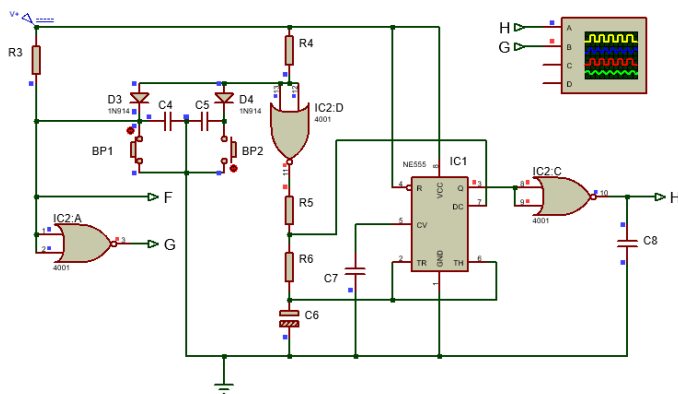 V+
R3
R4
H
G
A
B
C
D
D3
1N914
C4
C5
D4
1N914
13
12
IC2:D
4001
BP1
BP2
11
NE555
IC1
8
VCC
4
R
Q
3
DC
7
5
CV
2
TR
GND
1
TH
6
IC2:C
8
9
10
4001
H
C8
F
IC2:A
1
2
3
G
4001
R5
R6
C7
C6